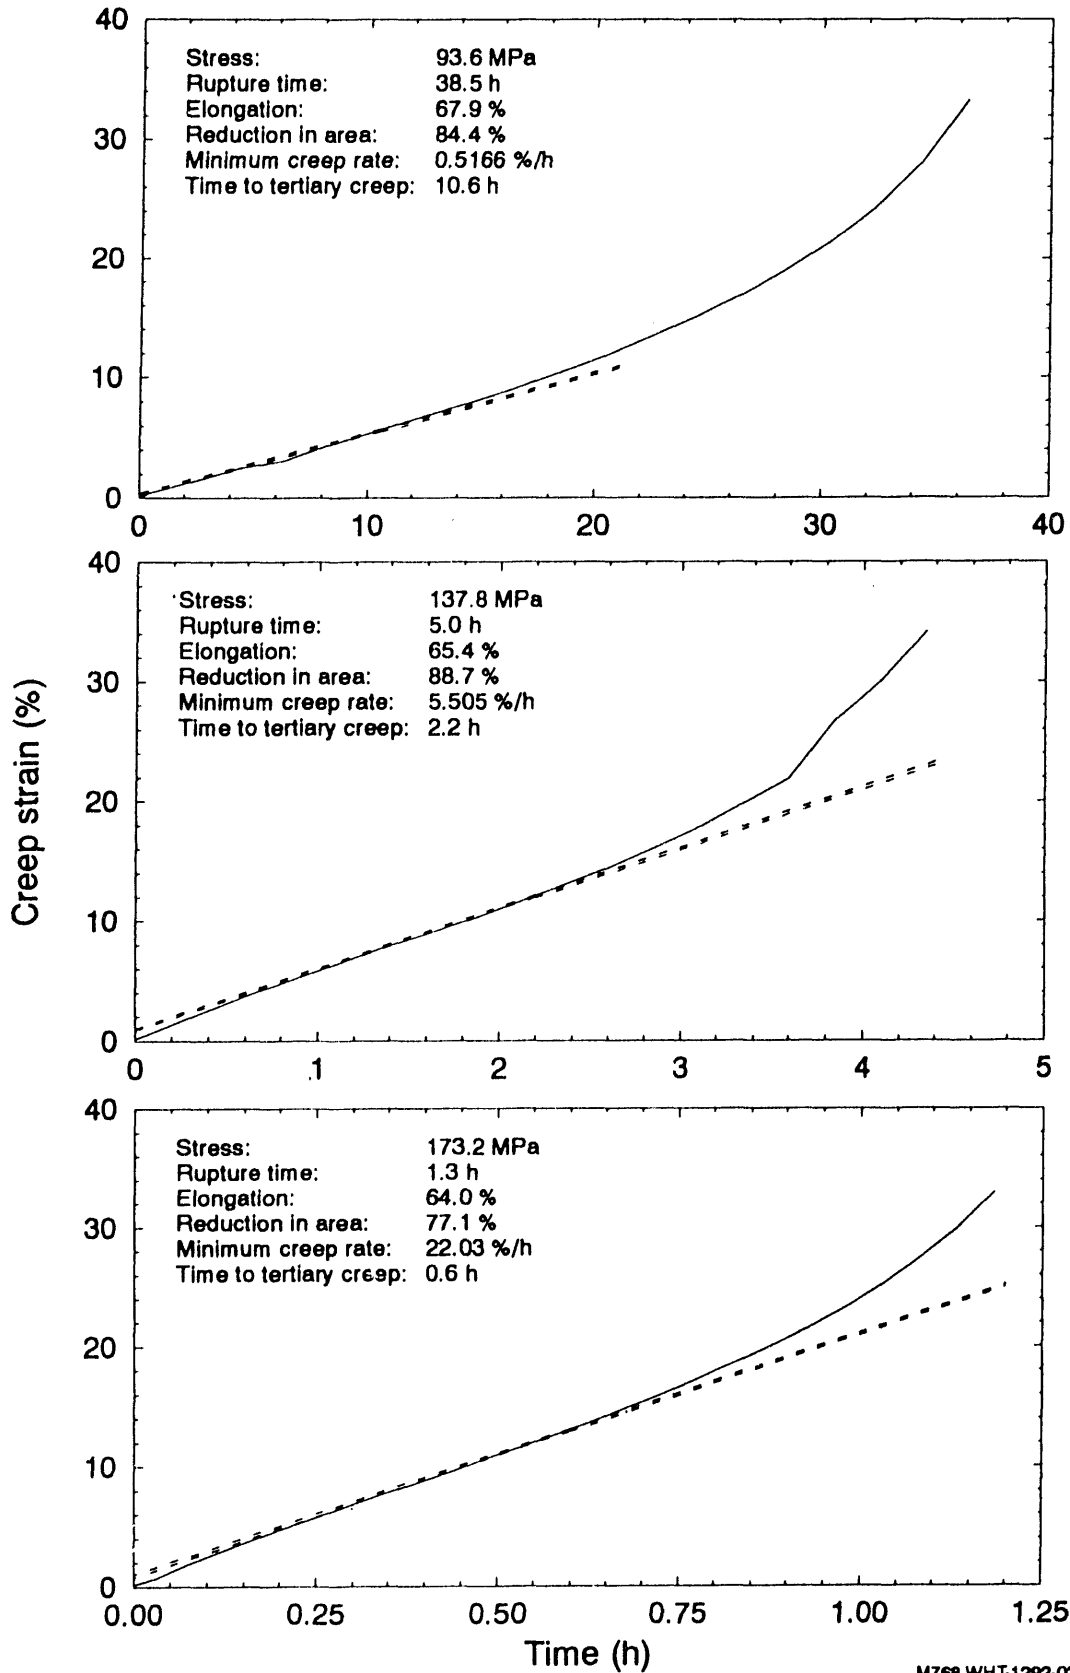 40
30
20
10
0
Stress: 93.6 MPa
Rupture time: 38.5 h
Elongation: 67.9 %
Reduction in area: 84.4 %
Minimum creep rate: 0.5166 %/h
Time to tertiary creep: 10.6 h
0 10 20 30 40
40
30
20
10
0
Stress: 137.8 MPa
Rupture time: 5.0 h
Elongation: 65.4 %
Reduction in area: 88.7 %
Minimum creep rate: 5.505 %/h
Time to tertiary creep: 2.2 h
0 1 2 3 4 5
Creep strain (%)
40
30
20
10
0
Stress: 173.2 MPa
Rupture time: 1.3 h
Elongation: 64.0 %
Reduction in area: 77.1 %
Minimum creep rate: 22.03 %/h
Time to tertiary creep: 0.6 h
0.00 0.25 0.50 0.75 1.00 1.25
Time (h)